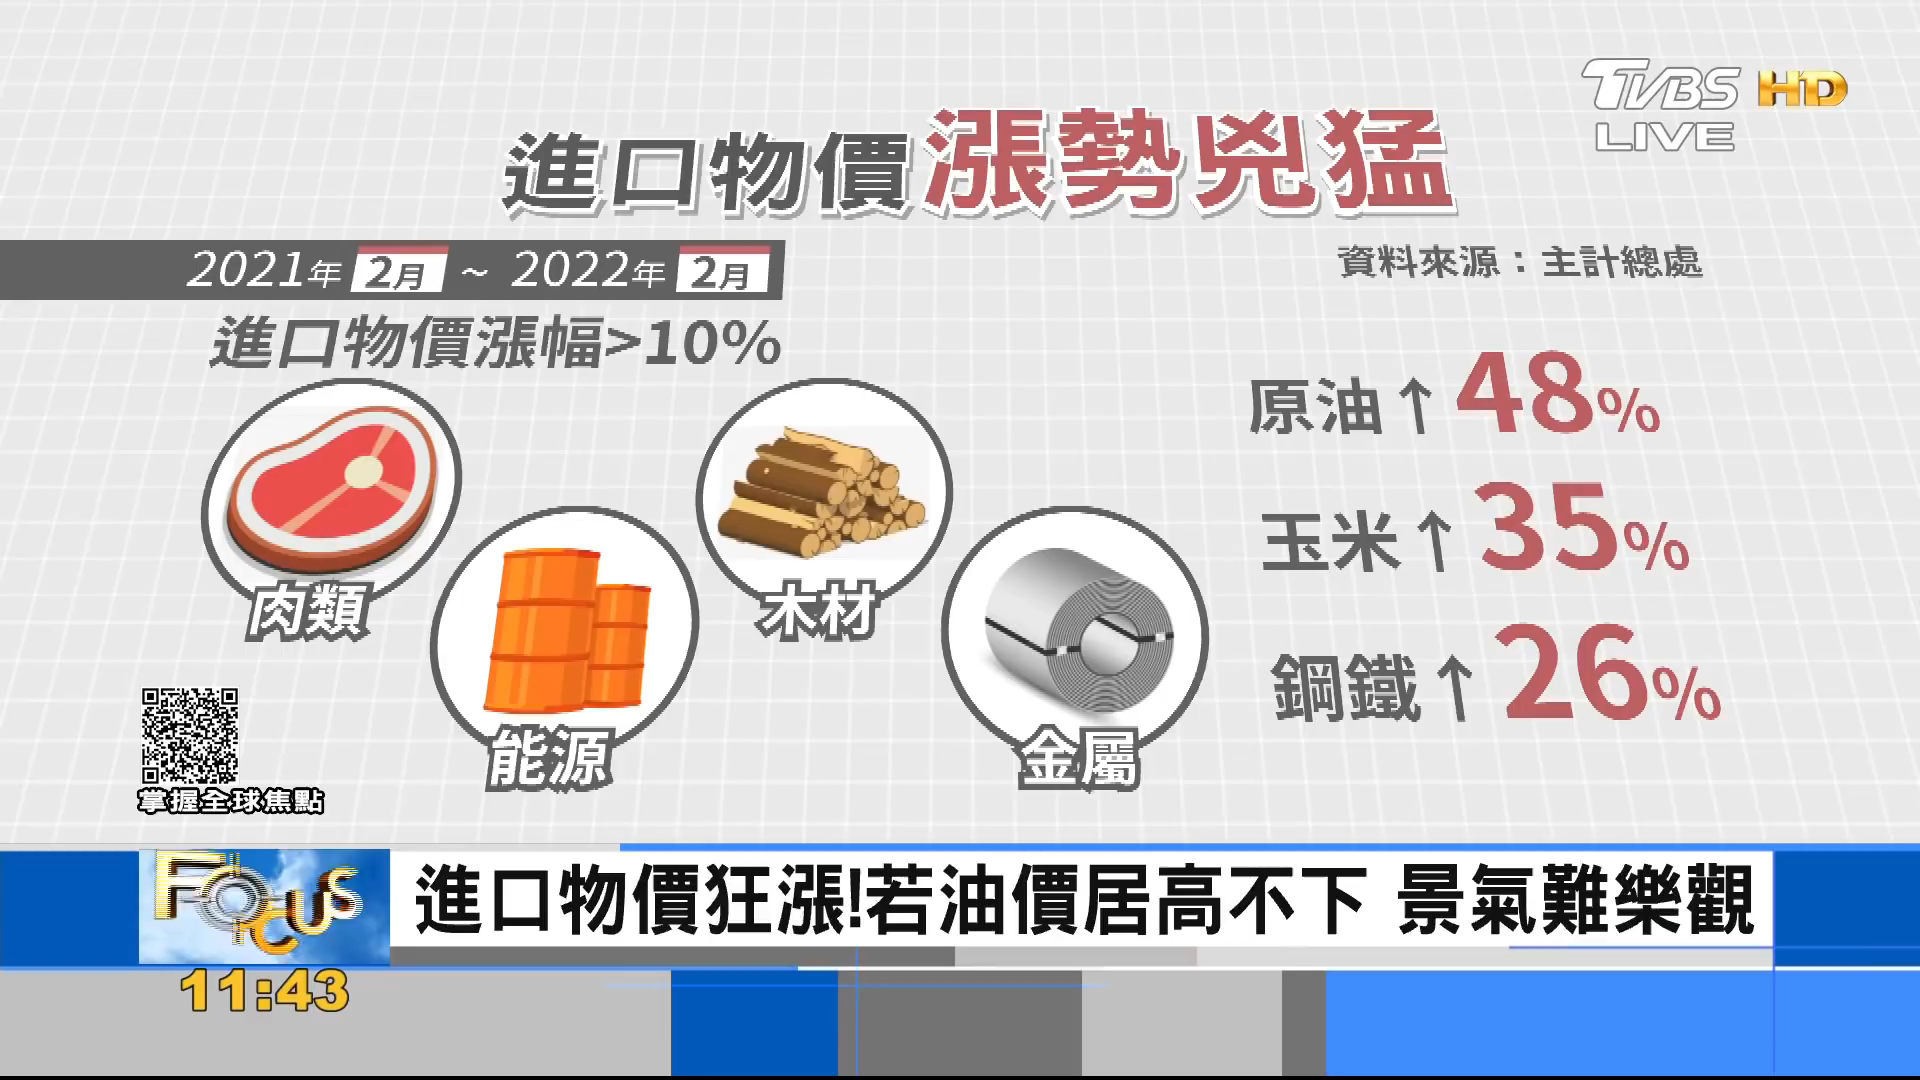 TVBS HD
LIVE
進口物價漲勢兇猛
2021年2月 ~ 2022年2月
資料來源：主計總處
進口物價漲幅>10%
原油↑48%
玉米↑35%
鋼鐵↑26%
肉類
木材
能源
金屬
掌握全球焦點
FOCUS
進口物價狂漲!若油價居高不下 景氣難樂觀
11:43